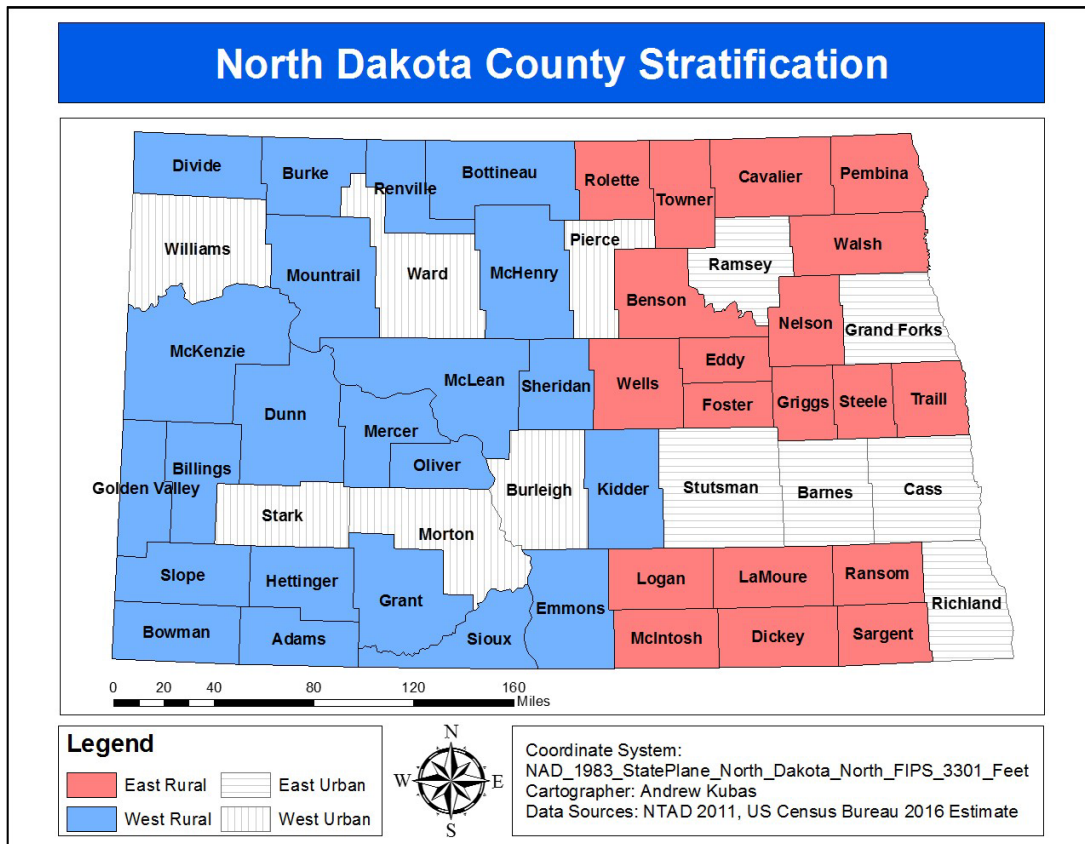 North Dakota County Stratification
Divide
Burke
Renville
Bottineau
Rolette
Towner
Cavalier
Pembina
Williams
Mountrail
Ward
McHenry
Pierce
Benson
Ramsey
Walsh
Nelson
Grand Forks
McKenzie
Dunn
McLean
Sheridan
Wells
Eddy
Foster
Griggs
Steele
Traill
Mercer
Oliver
Golden Valley
Billings
Stark
Morton
Burleigh
Kidder
Stutsman
Barnes
Cass
Slope
Hettinger
Grant
Emmons
Logan
LaMoure
Ransom
Richland
Bowman
Adams
Sioux
McIntosh
Dickey
Sargent
0 20 40 80 120 160
Miles
Legend
East Rural
East Urban
West Rural
West Urban
N
W
E
S
Coordinate System:
NAD_1983_StatePlane_North_Dakota_North_FIPS_3301_Feet
Cartographer: Andrew Kubas
Data Sources: NTAD 2011, US Census Bureau 2016 Estimate